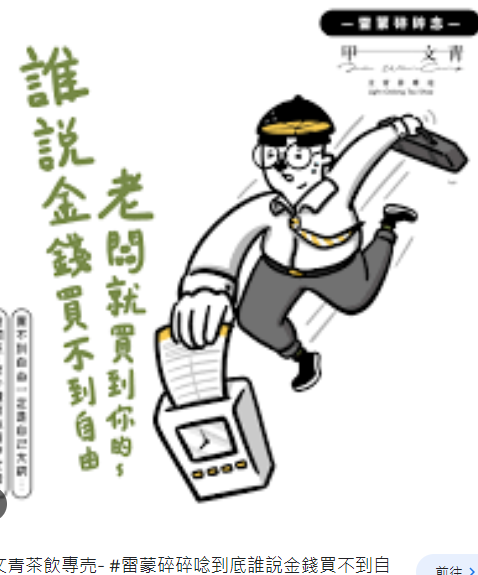 雷蒙碎碎念
甲文青
誰說金錢買不到自由
老闆就買到你的～
文青茶飲專売- #雷蒙碎碎唸到底誰說金錢買不到自
前往